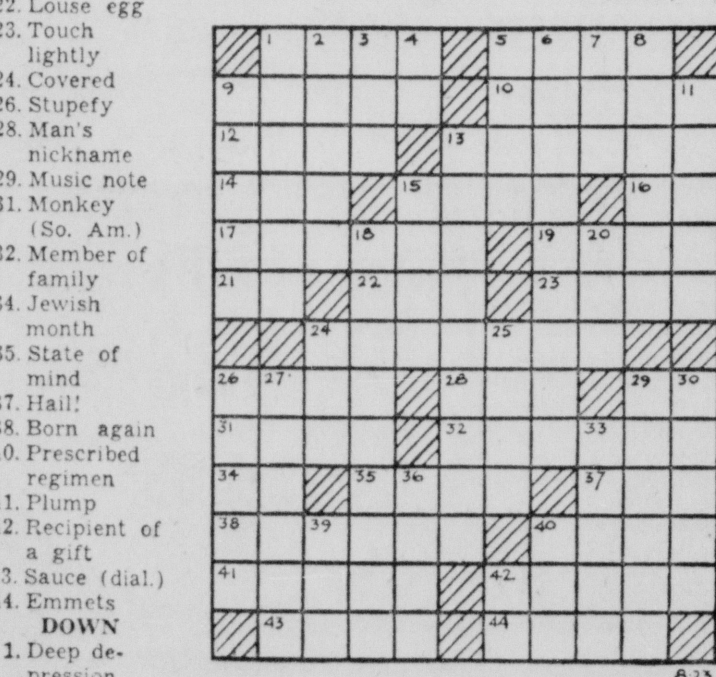 22. Louse egg
23. Touch
lightly
24. Covered
26. Stupefy
28. Man's
nickname
29. Music note
31. Monkey
(So. Am.)
32. Member of
family
34. Jewish
month
35. State of
mind
37. Hail!
38. Born again
40. Prescribed
regimen
41. Plump
42. Recipient of
a gift
43. Sauce (dial.)
44. Emmets
DOWN
1. Deep de-
pression
1 2 3 4 5 6 7 8
9 10 11
12 13
14 15 16
17 18 19 20
21 22 23
24 25
26 27 28 29 30
31 32 33
34 35 36 37
38 39 40
41 42
43 44
8-23